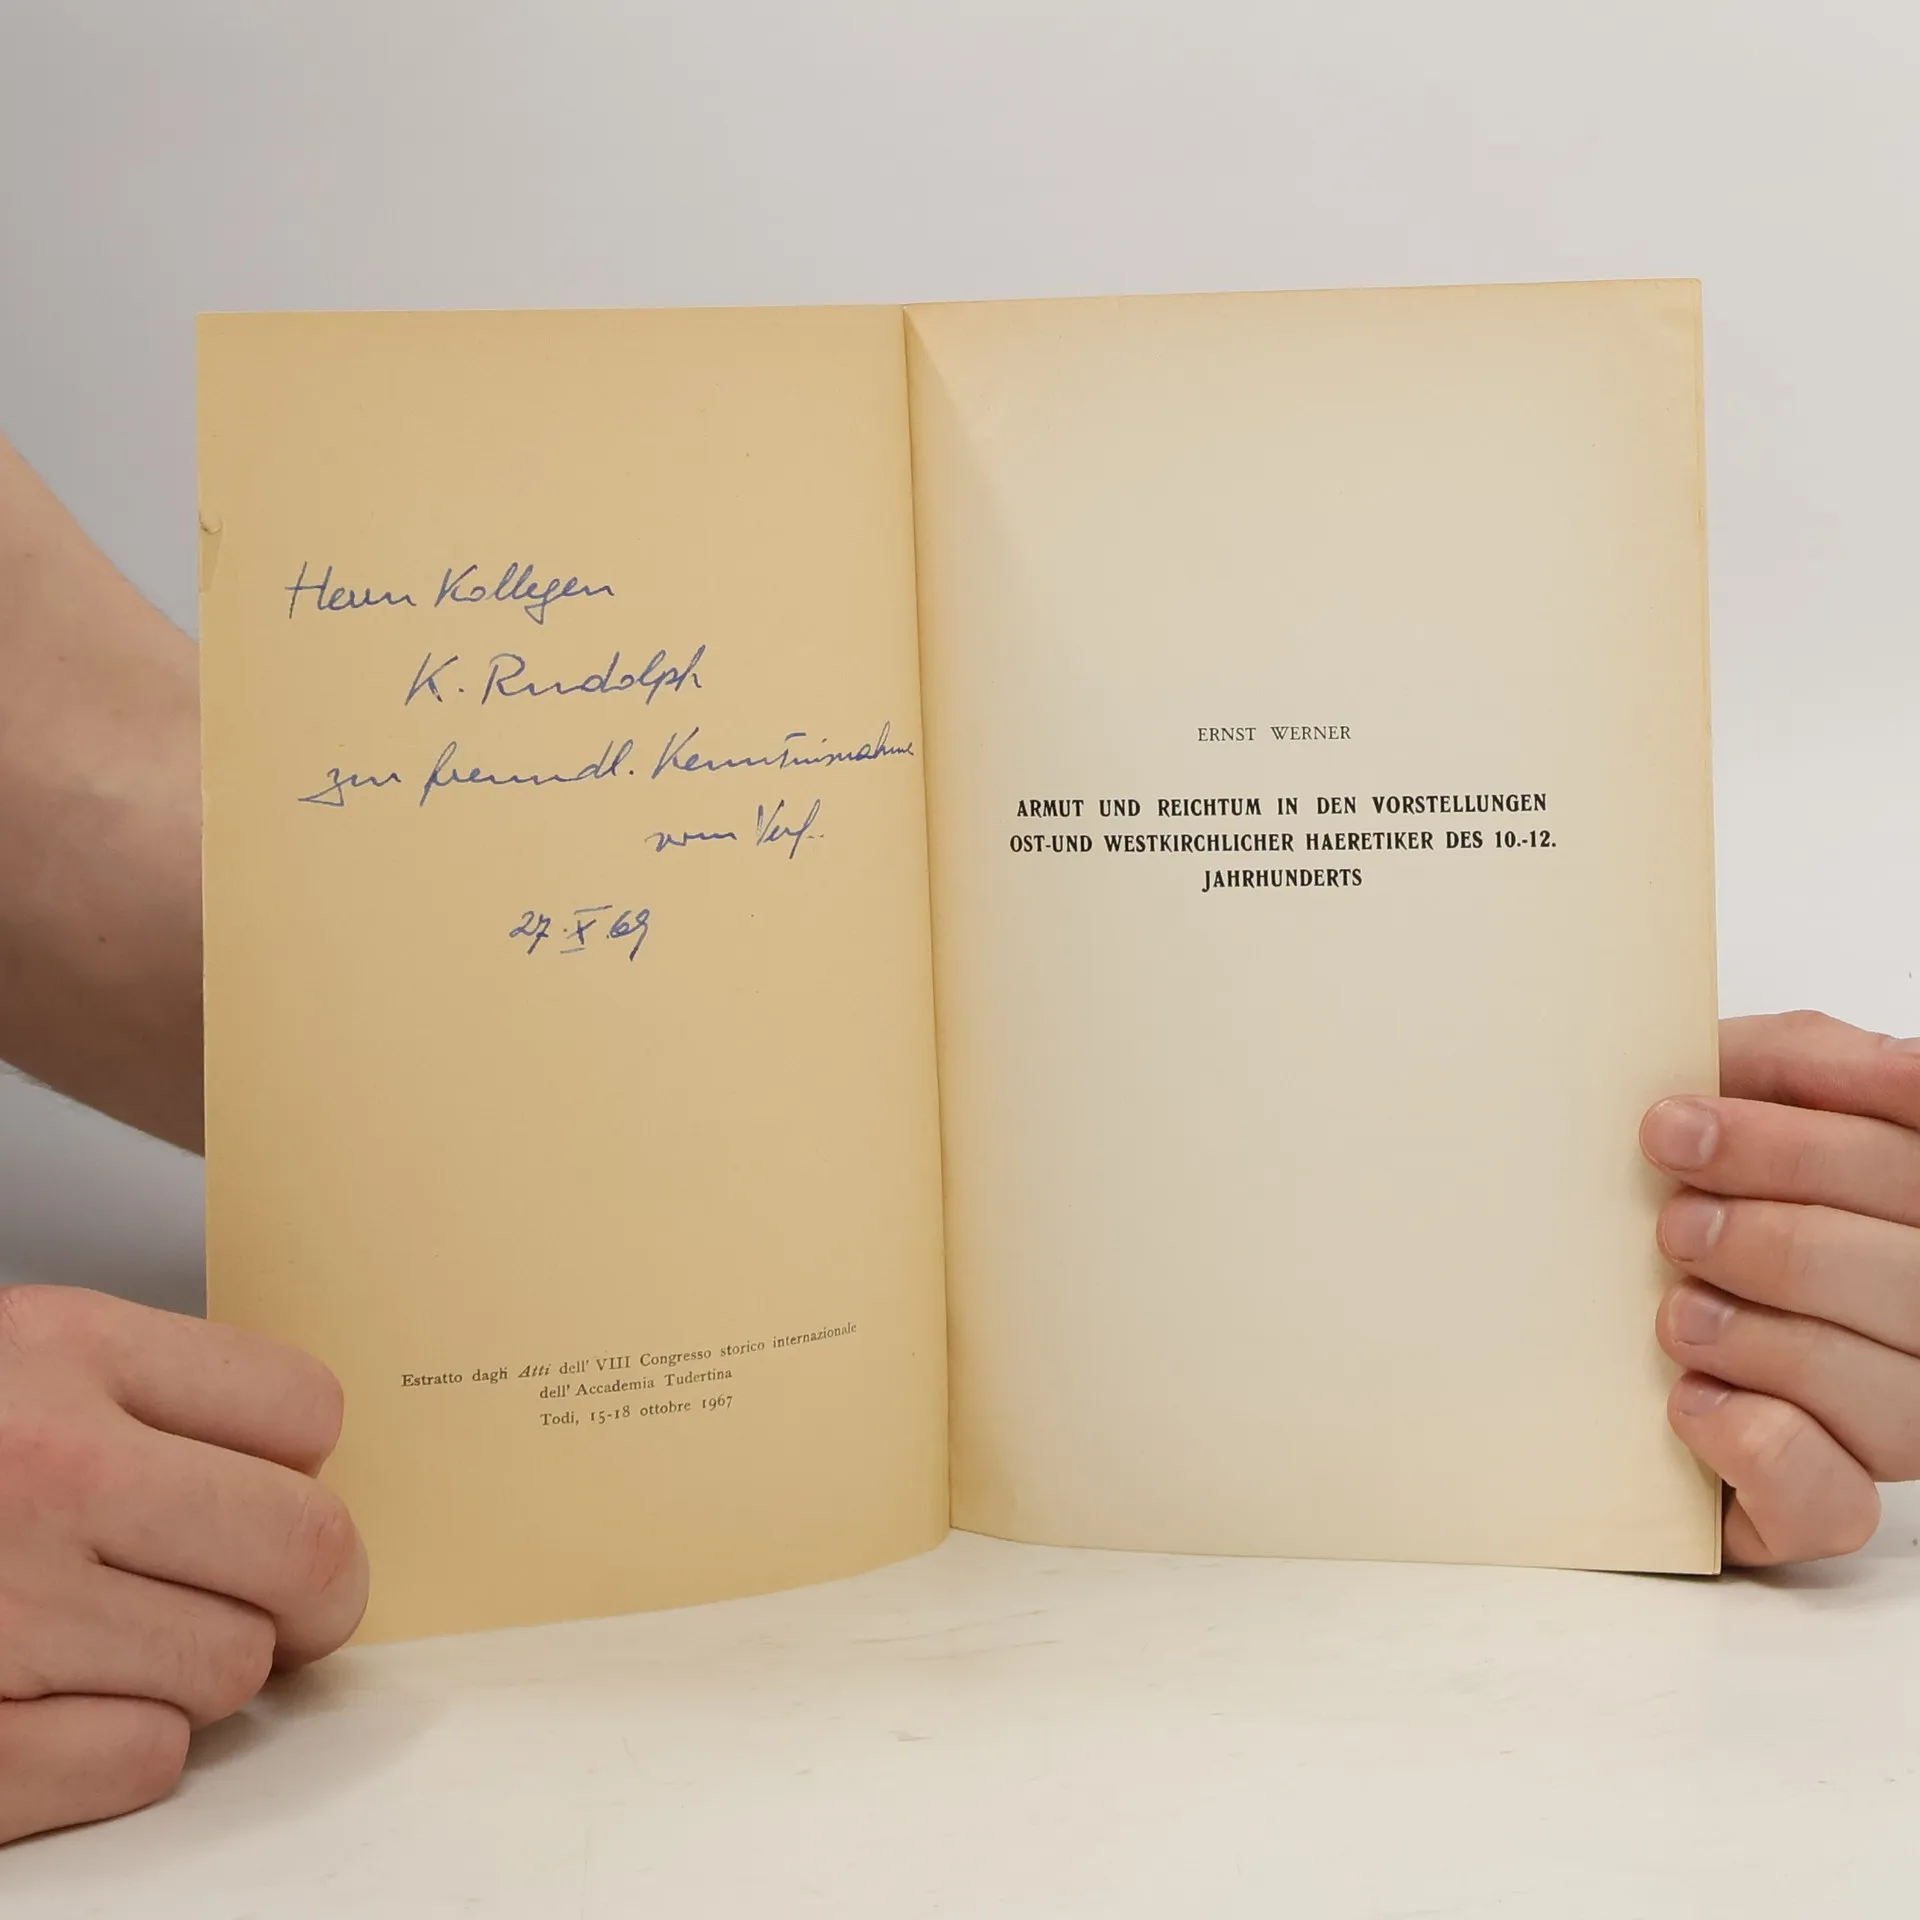 Herrn Kollegen
K. Rudolph
zur freundl. Kenntnisnahme
vom Verf.
27.X.69
Estratto dagli Atti dell' VIII Congresso storico internazionale
dell' Accademia Tudertina
Todi, 15-18 ottobre 1967
ERNST WERNER
ARMUT UND REICHTUM IN DEN VORSTELLUNGEN
OST-UND WESTKIRCHLICHER HAERETIKER DES 10.-12.
JAHRHUNDERTS